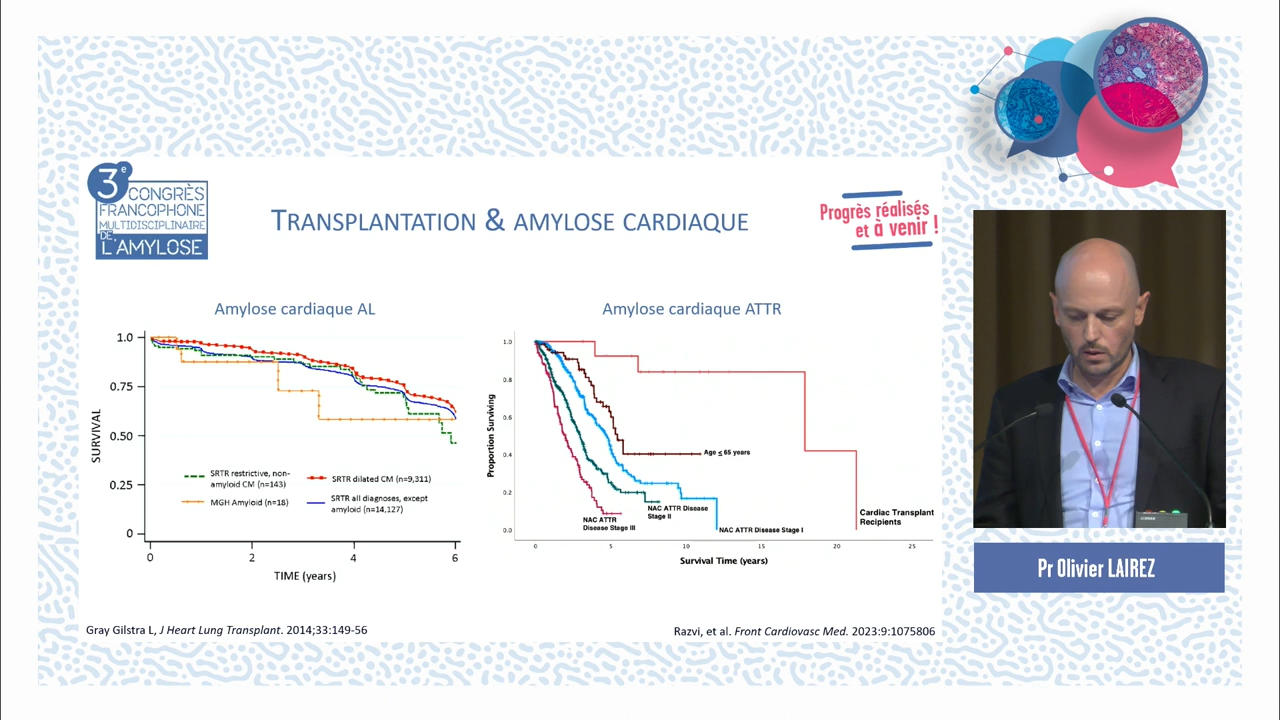 3e
CONGRÈS
FRANCOPHONE
MULTIDISCIPLINAIRE
DE
L'AMYLOSE
TRANSPLANTATION & AMYLOSE CARDIAQUE
Progrès réalisés
et à venir !
Amylose cardiaque AL
1.0
0.75
0.50
0.25
0
SURVIVAL
SRTR restrictive, non-
amyloid CM (n=143)
SRTR dilated CM (n=9,311)
MGH Amyloid (n=18)
SRTR all diagnoses, except
amyloid (n=14,127)
0 2 4 6
TIME (years)
Amylose cardiaque ATTR
1.0
0.8
0.6
0.4
0.2
0.0
Proportion Surviving
Age ≤ 65 years
NAC ATTR
Disease Stage III
NAC ATTR Disease
Stage II
NAC ATTR Disease Stage I
Cardiac Transplant
Recipients
0 5 10 15 20 25
Survival Time (years)
Gray Gilstra L, J Heart Lung Transplant. 2014;33:149-56
Razvi, et al. Front Cardiovasc Med. 2023:9:1075806
Pr Olivier LAIREZ